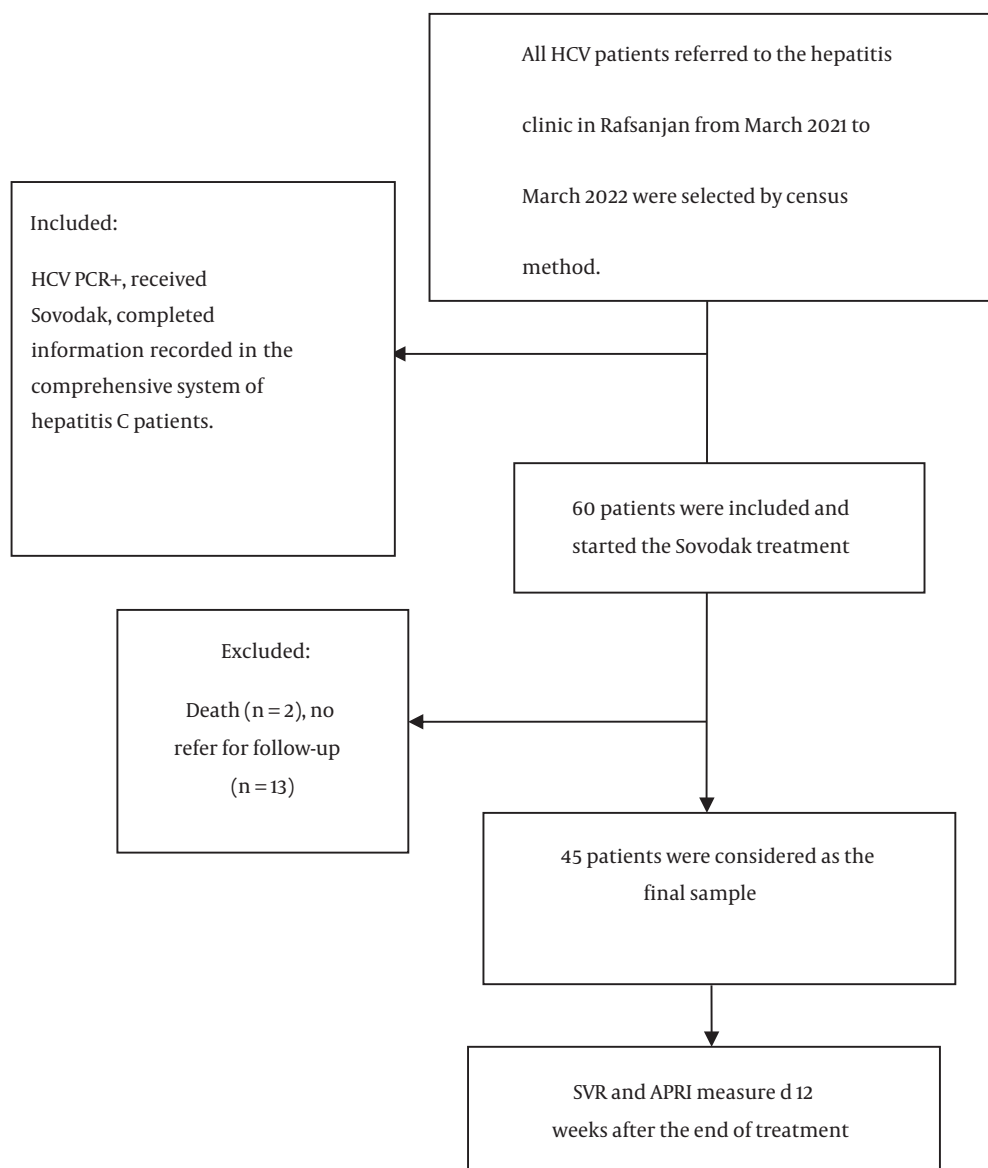 All HCV patients referred to the hepatitis
clinic in Rafsanjan from March 2021 to
March 2022 were selected by census
method.
Included:
HCV PCR+, received
Sovodak, completed
information recorded in the
comprehensive system of
hepatitis C patients.
60 patients were included and
started the Sovodak treatment
Excluded:
Death (n = 2), no
refer for follow-up
(n = 13)
45 patients were considered as the
final sample
SVR and APRI measure d 12
weeks after the end of treatment